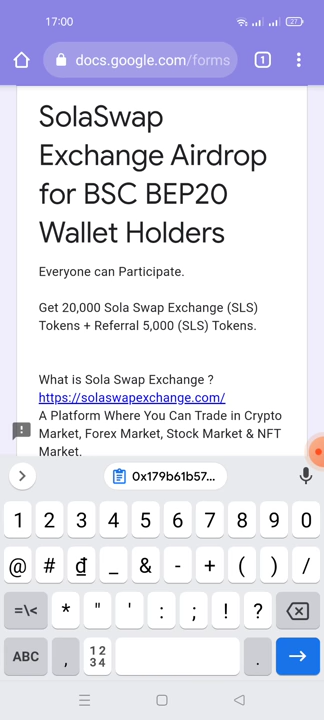 17:00
27
docs.google.com/forms
1
SolaSwap
Exchange Airdrop
for BSC BEP20
Wallet Holders
Everyone can Participate.
Get 20,000 Sola Swap Exchange (SLS)
Tokens + Referral 5,000 (SLS) Tokens.
What is Sola Swap Exchange ?
https://solaswapexchange.com/
A Platform Where You Can Trade in Crypto
Market, Forex Market, Stock Market & NFT
Market.
0x179b61b57...
1 2 3 4 5 6 7 8 9 0
@ # ₫ _ & - + ( ) /
=\< * " ' : ; ! ?
ABC , 12 34 .